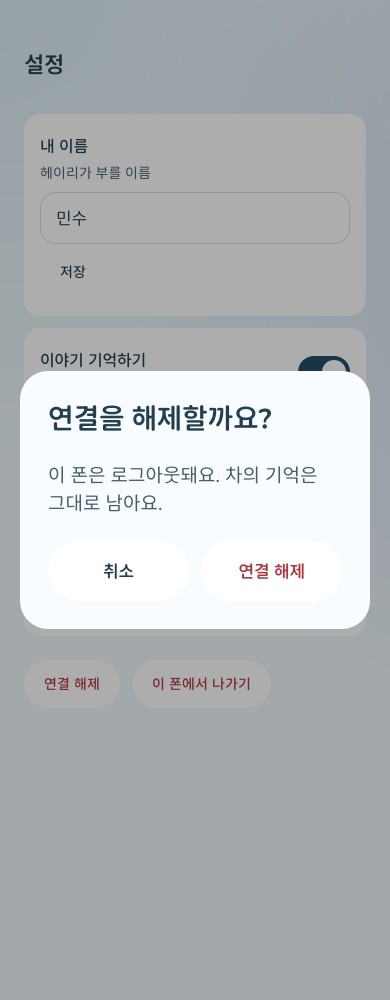 설정
내 이름
헤이리가 부를 이름
민수
저장
이야기 기억하기
연결을 해제할까요?
이 폰은 로그아웃돼요. 차의 기억은
그대로 남아요.
취소
연결 해제
연결 해제
이 폰에서 나가기